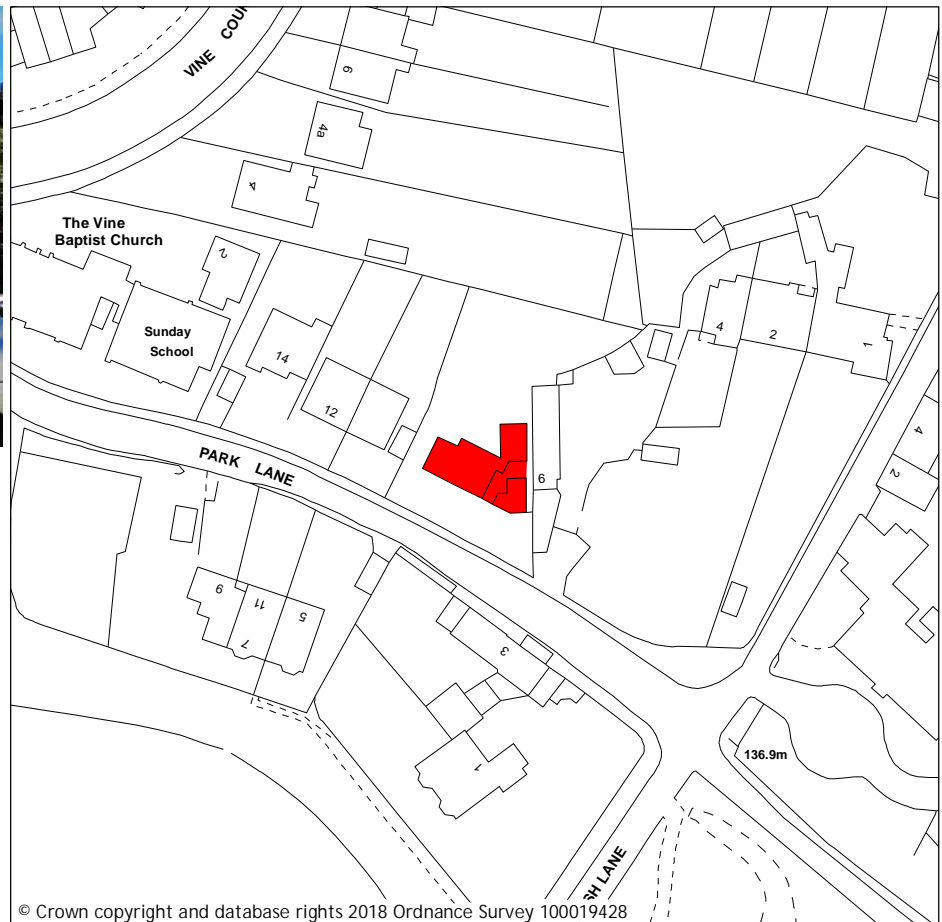 VINE COUR
6
4a
4
The Vine
Baptist Church
2
Sunday
School
14
12
PARK LANE
6
4
2
1
4
2
9
11
7
5
3
1
136.9m
SH LANE
© Crown copyright and database rights 2018 Ordnance Survey 100019428